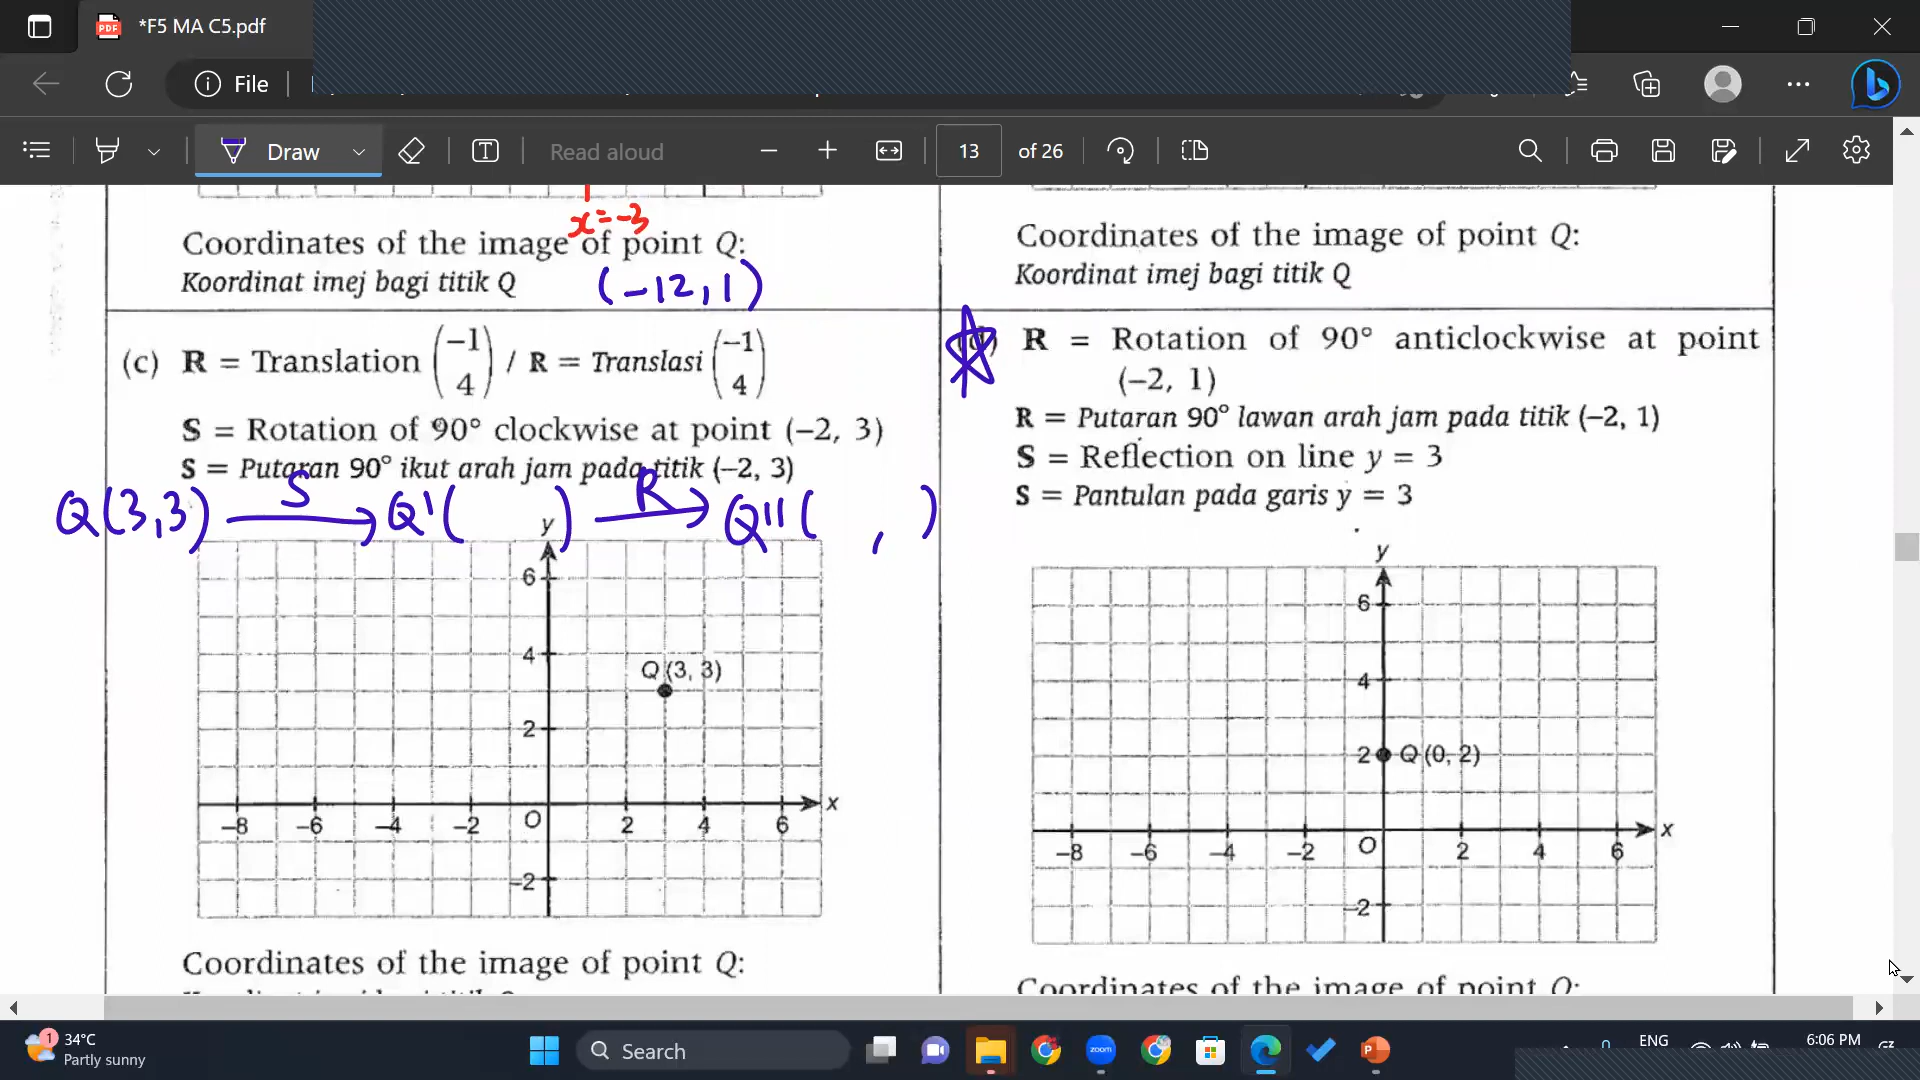 *F5 MA C5.pdf
File
Draw
Read aloud
13 of 26
x=-3
Coordinates of the image of point Q:
Koordinat imej bagi titik Q
(-12,1)
(c) R = Translation (-1 4) / R = Translasi (-1 4)
S = Rotation of 90° clockwise at point (–2, 3)
S = Putaran 90° ikut arah jam pada titik (–2, 3)
Q(3,3) S Q'( ) R Q''( , )
y
6
4
Q (3, 3)
2
x
–8 –6 –4 –2 O 2 4 6
–2
Coordinates of the image of point Q:
Coordinates of the image of point Q:
Koordinat imej bagi titik Q
(d) R = Rotation of 90° anticlockwise at point
(–2, 1)
R = Putaran 90° lawan arah jam pada titik (–2, 1)
S = Reflection on line y = 3
S = Pantulan pada garis y = 3
y
6
4
2 Q (0, 2)
x
–8 –6 –4 –2 O 2 4 6
–2
Coordinates of the image of point Q:
1
34°C
Partly sunny
Search
zoom
ENG
6:06 PM